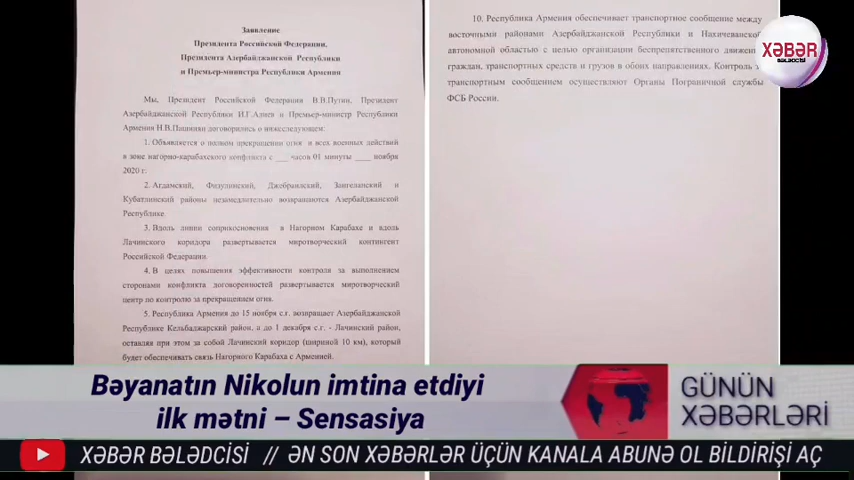 Заявление
Президента Российской Федерации,
Президента Азербайджанской Республики
и Премьер-министра Республики Армения
Мы, Президент Российской Федерации В.В.Путин, Президент
Азербайджанской Республики И.Г.Алиев и Премьер-министр Республики
Армения Н.В.Пашинян договорились о нижеследующем:
1. Объявляется о полном прекращении огня и всех военных действий
в зоне нагорно-карабахского конфликта с ___ часов 01 минуты ____ ноября
2020 г.
2. Агдамский, Физулинский, Джебраилский, Зангеланский и
Кубатлинский районы незамедлительно возвращаются Азербайджанской
Республике.
3. Вдоль линии соприкосновения в Нагорном Карабахе и вдоль
Лачинского коридора развертывается миротворческий контингент
Российской Федерации.
4. В целях повышения эффективности контроля за выполнением
сторонами конфликта договоренностей развертывается миротворческий
центр по контролю за прекращением огня.
5. Республика Армения до 15 ноября с.г. возвращает Азербайджанской
Республике Кельбаджарский район, а до 1 декабря с.г. - Лачинский район,
оставляя при этом за собой Лачинский коридор (шириной 10 км), который
будет обеспечивать связь Нагорного Карабаха с Арменией.
10. Республика Армения обеспечивает транспортное сообщение между
восточными районами Азербайджанской Республики и Нахичеванской
автономной областью с целью организации беспрепятственного движения
граждан, транспортных средств и грузов в обоих направлениях. Контроль
транспортным сообщением осуществляют Органы Пограничной службы
ФСБ России.
XƏBƏR
BƏLƏDCİSİ
Bəyanatın Nikolun imtina etdiyi
ilk mətni – Sensasiya
GÜNÜN
XƏBƏRLƏRİ
XƏBƏR BƏLƏDCİSİ // ƏN SON XƏBƏRLƏR ÜÇÜN KANALA ABUNƏ OL BİLDİRİŞİ AÇ